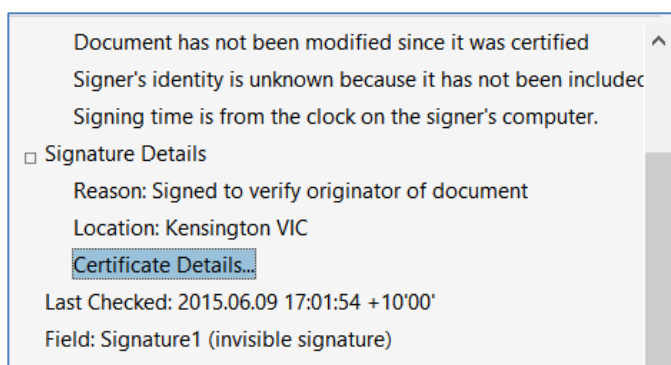 Document has not been modified since it was certified
Signer's identity is unknown because it has not been included
Signing time is from the clock on the signer's computer.
Signature Details
Reason: Signed to verify originator of document
Location: Kensington VIC
Certificate Details...
Last Checked: 2015.06.09 17:01:54 +10'00'
Field: Signature1 (invisible signature)